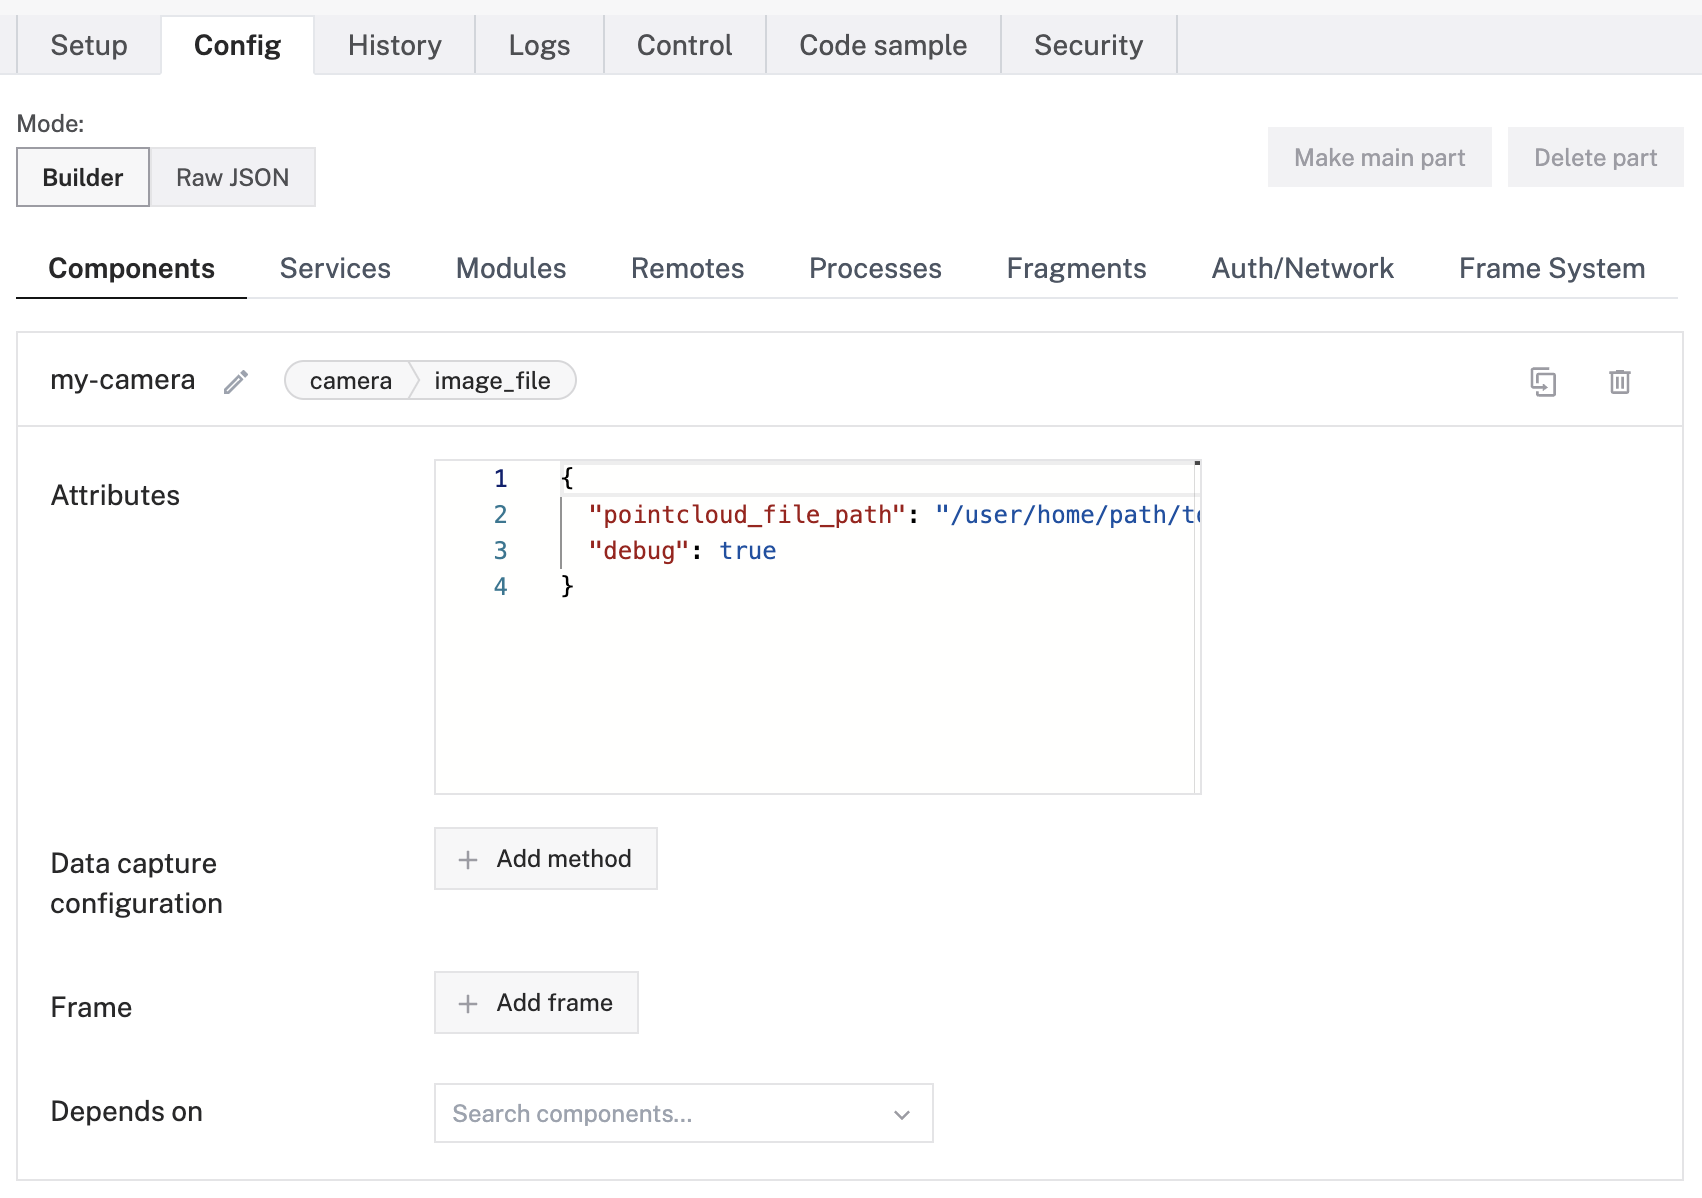 Setup Config History Logs Control Code sample Security
Mode:
Builder Raw JSON Make main part Delete part
Components Services Modules Remotes Processes Fragments Auth/Network Frame System
my-camera camera image_file
Attributes
1 {
2 "pointcloud_file_path": "/user/home/path/to
3 "debug": true
4 }
Data capture
configuration
+ Add method
Frame + Add frame
Depends on Search components...